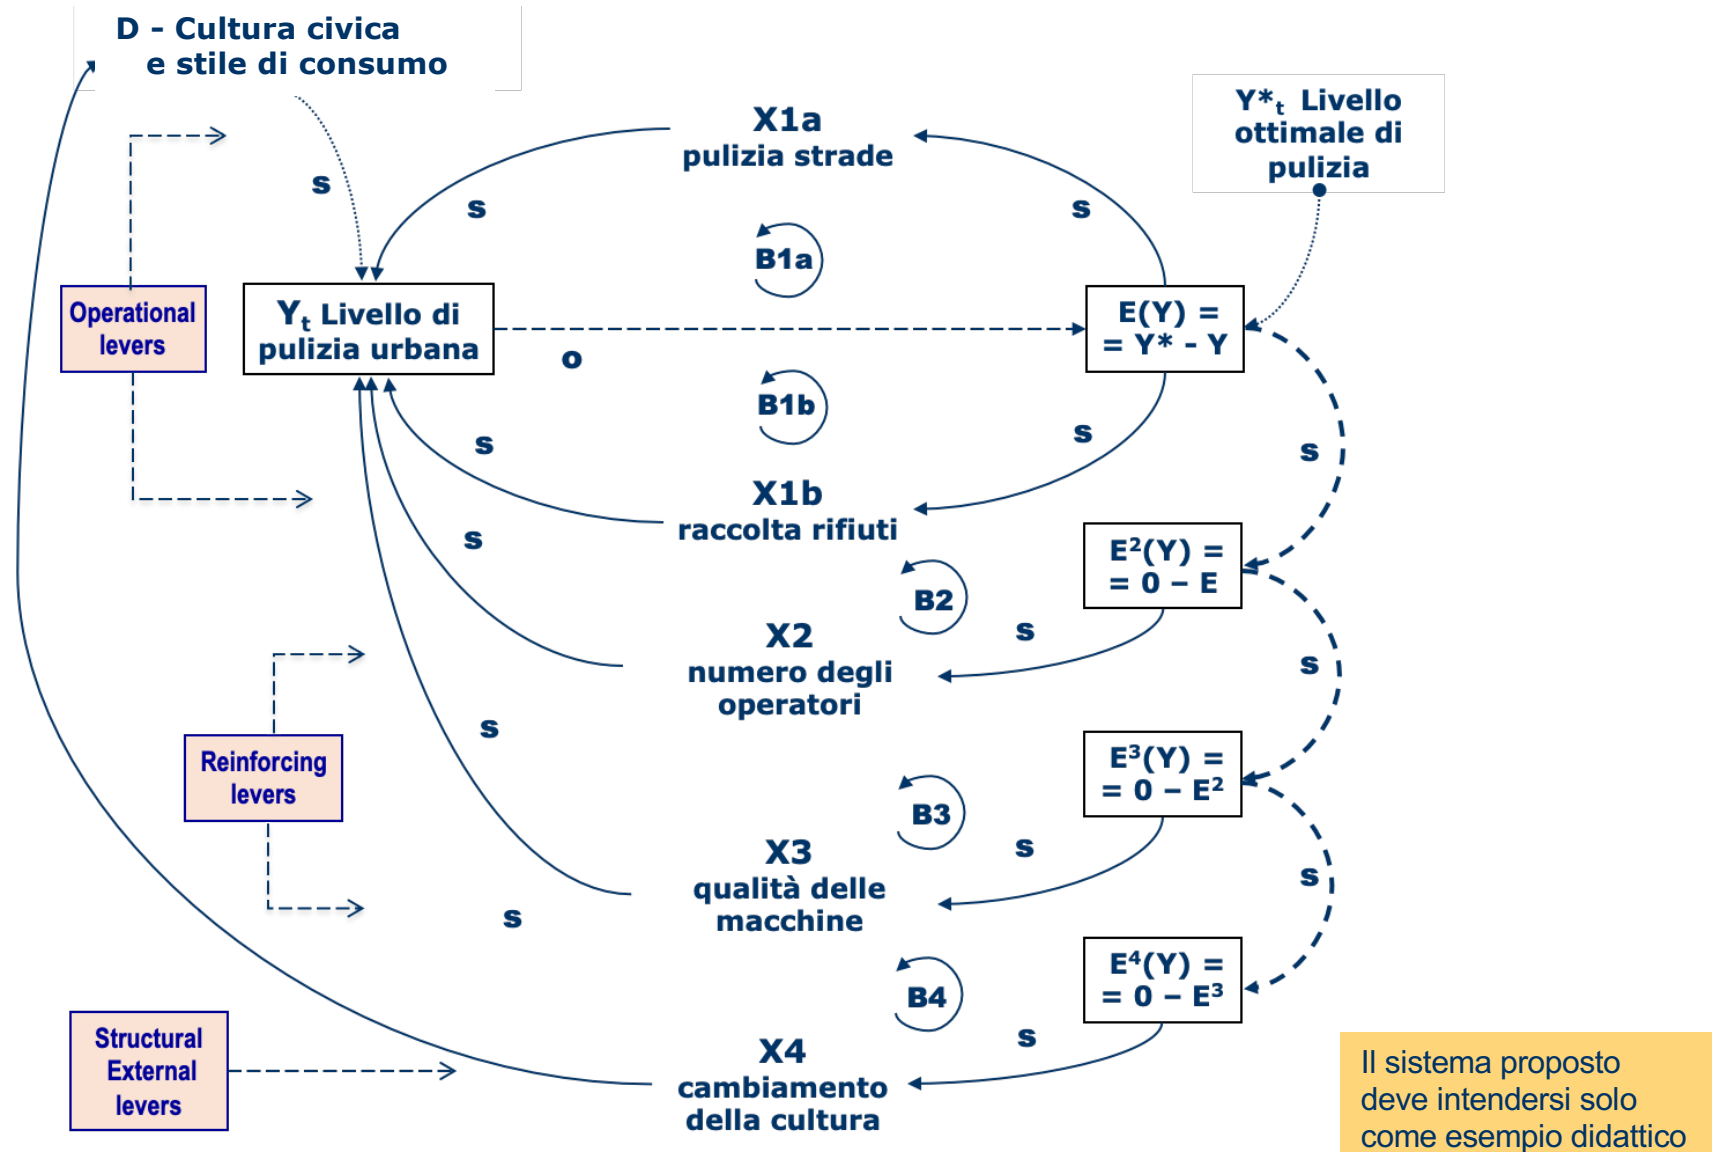 D - Cultura civica
e stile di consumo
X1a
pulizia strade
Y*t Livello
ottimale di
pulizia
s
s
s
B1a
Operational
levers
Yt Livello di
pulizia urbana
E(Y) =
= Y* - Y
o
B1b
s
s
s
X1b
raccolta rifiuti
s
E²(Y) =
= 0 – E
B2
s
X2
numero degli
operatori
s
s
Reinforcing
levers
E³(Y) =
= 0 – E²
B3
s
X3
qualità delle
macchine
s
s
E⁴(Y) =
= 0 – E³
B4
s
X4
cambiamento
della cultura
Structural
External
levers
Il sistema proposto
deve intendersi solo
come esempio didattico